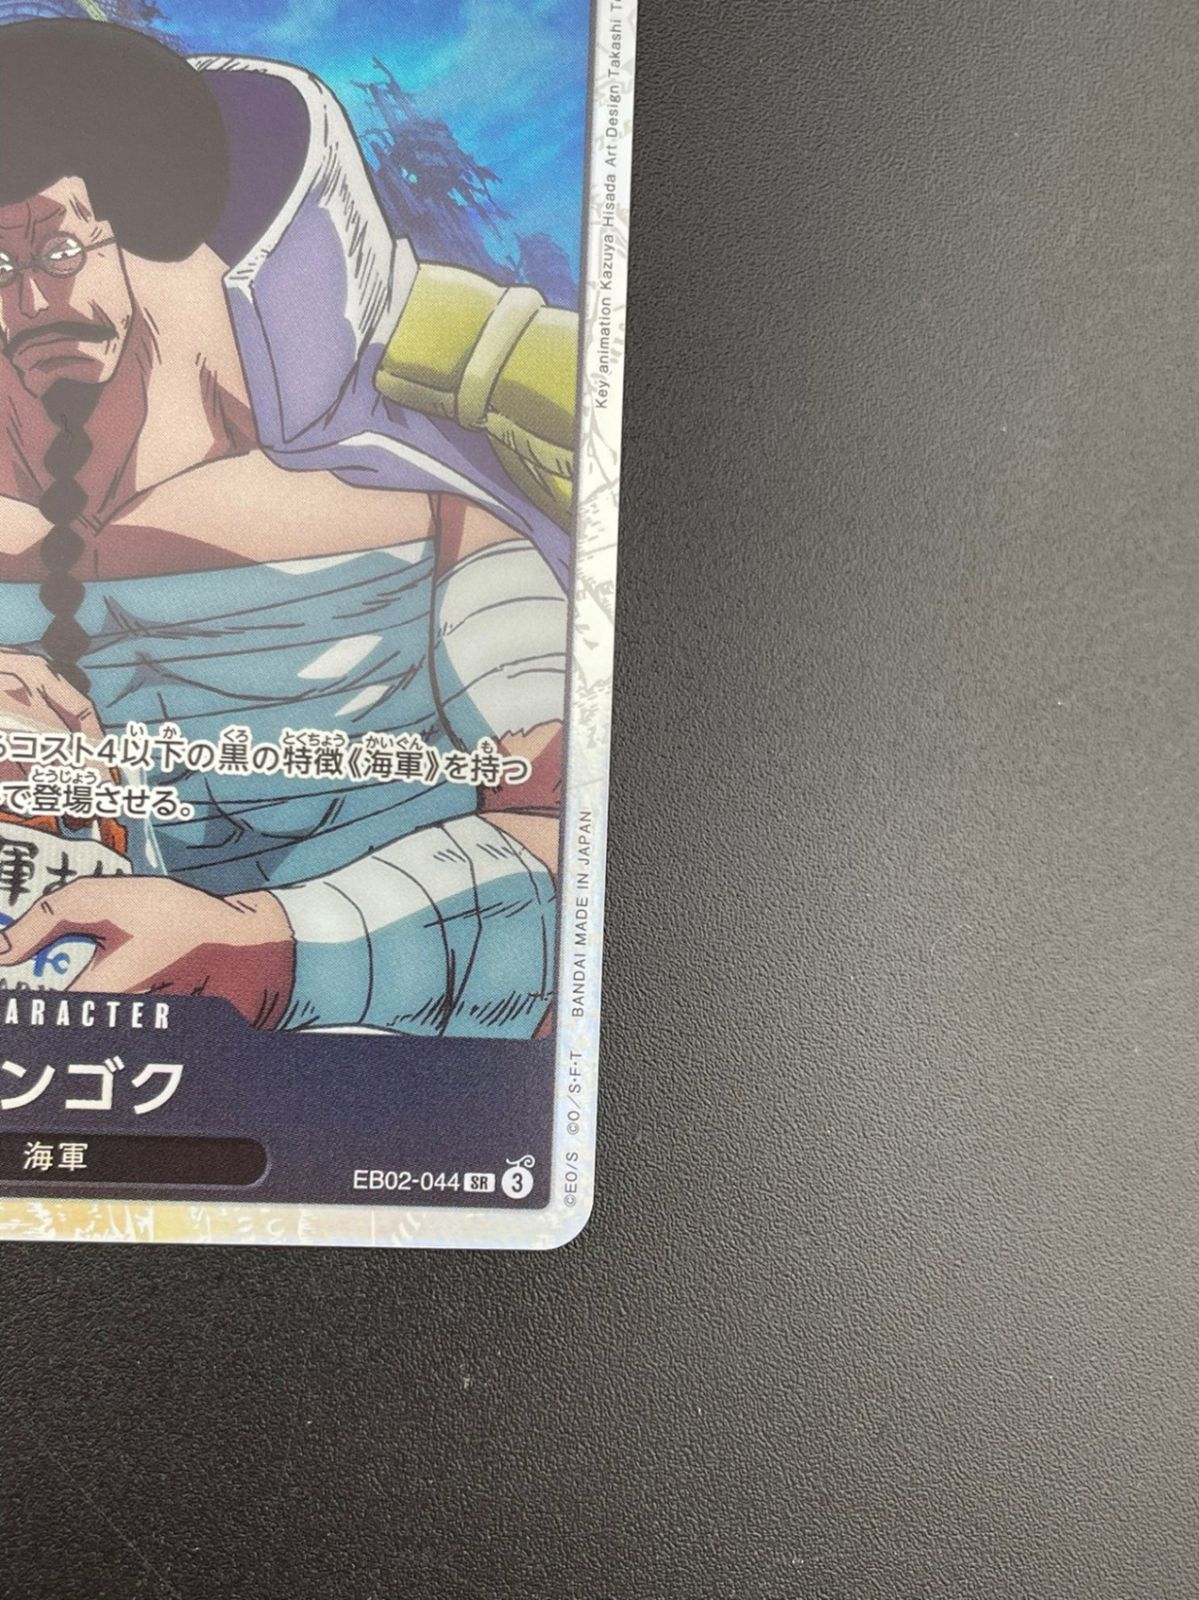 Key animation Kazuya Hisada Art Design Takashi
コスト4以下の黒の特徴《海軍》を持つ
で登場させる。
軍
ARACTER
ンゴク
海軍
EB02-044 SR 3
©EO/S ©O/S･F･T BANDAI MADE IN JAPAN